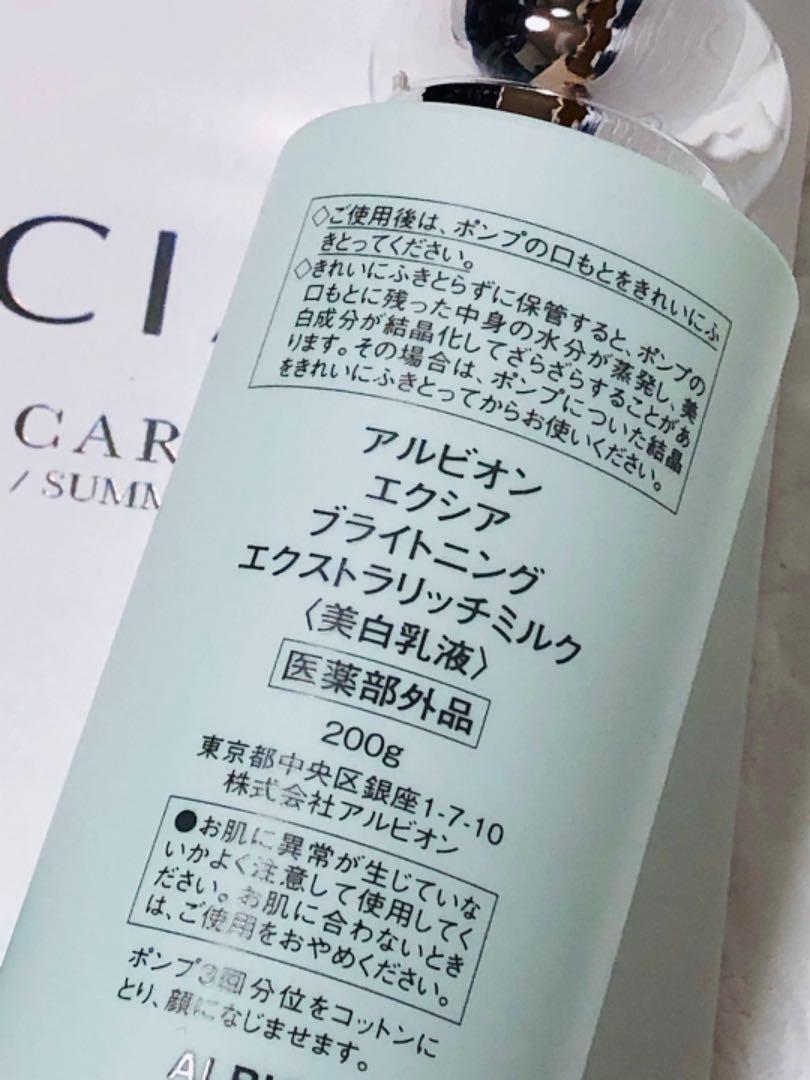 CI
CAR
/ SUMM
◇ご使用後は、ポンプの口もとをきれいにふ
きとってください。
◇きれいにふきとらずに保管すると、ポンプの
口もとに残った中身の水分が蒸発し、美
白成分が結晶化してざらざらすることがあ
ります。その場合は、ポンプについた結晶
をきれいにふきとってからお使いください。
アルビオン
エクシア
ブライトニング
エクストラリッチミルク
〈美白乳液〉
医薬部外品
200g
東京都中央区銀座1-7-10
株式会社アルビオン
●お肌に異常が生じていな
いかよく注意して使用してく
ださい。お肌に合わないとき
は、ご使用をおやめください。
ポンプ3回分位をコットンに
とり、顔になじませます。